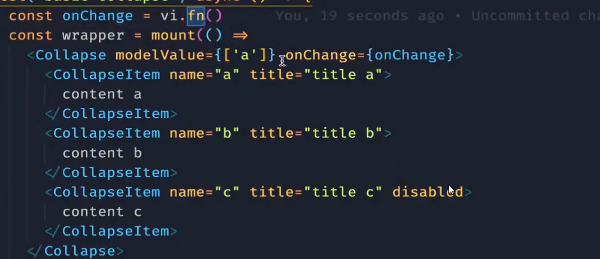 const onChange = vi.fn() You, 19 seconds ago • Uncommitted cha
const wrapper = mount(() =>
<Collapse modelValue={['a']} onChange={onChange}>
<CollapseItem name="a" title="title a">
content a
</CollapseItem>
<CollapseItem name="b" title="title b">
content b
</CollapseItem>
<CollapseItem name="c" title="title c" disabled>
content c
</CollapseItem>
</Collapse>